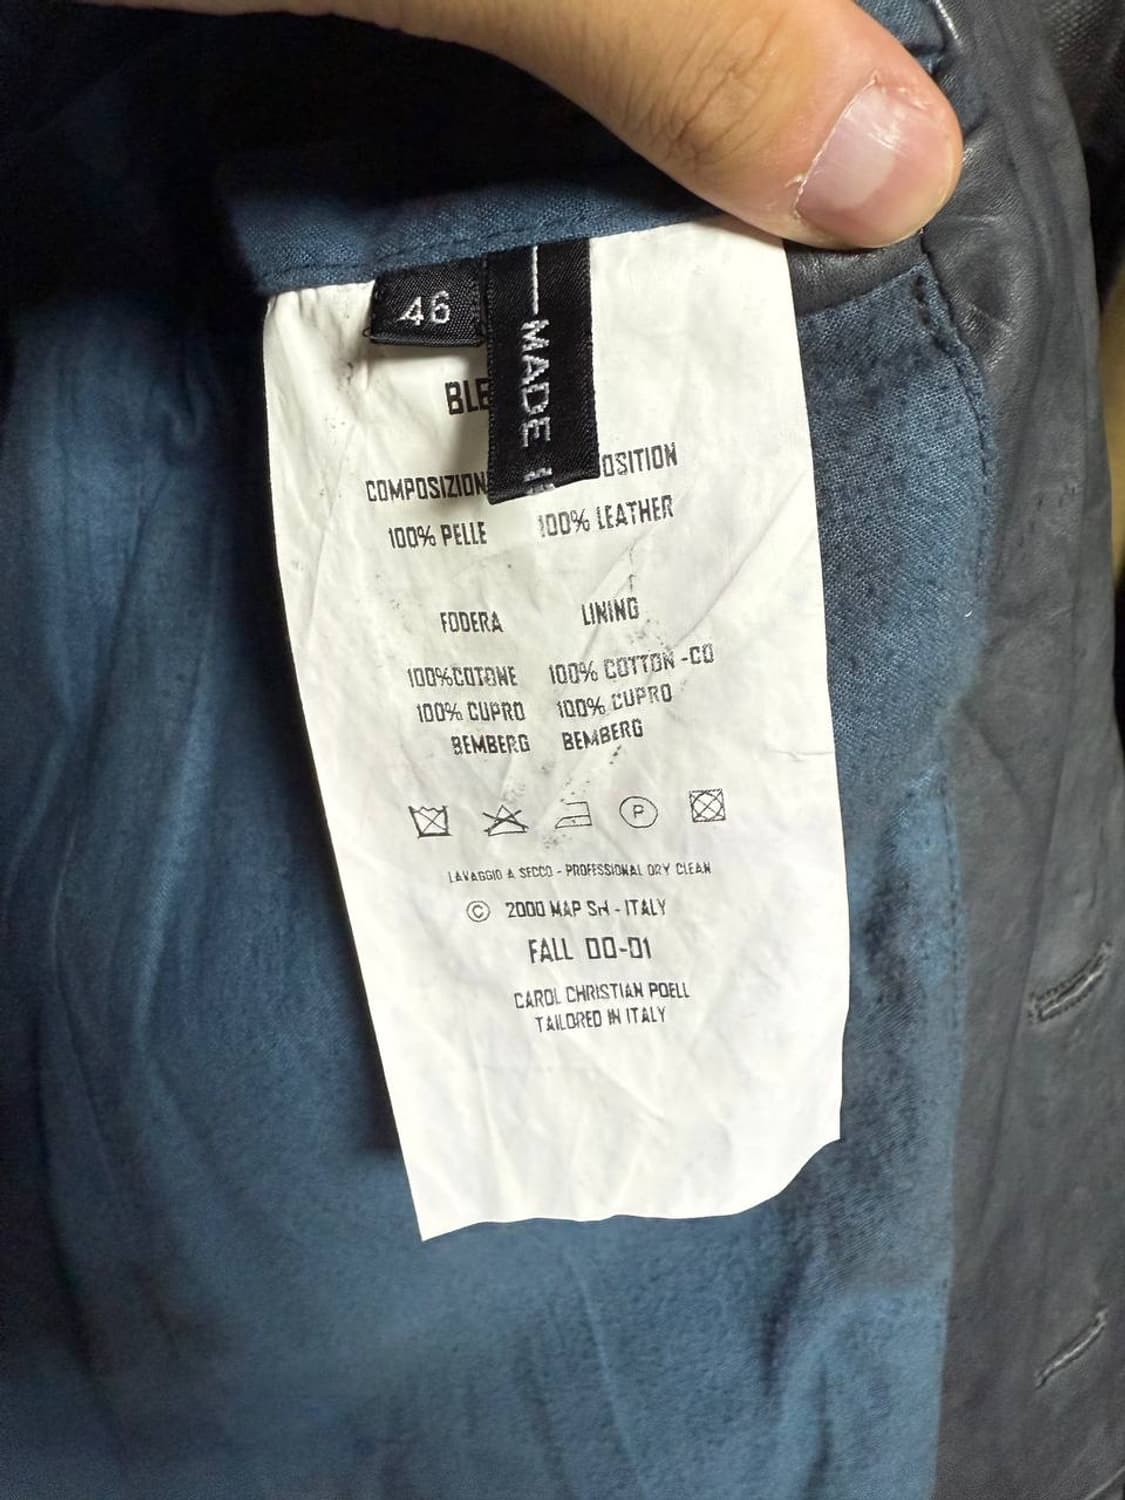 46
MADE
BLE
COMPOSIZION OSITION
100% PELLE 100% LEATHER
FODERA LINING
100%COTONE 100% COTTON -CO
100% CUPRO 100% CUPRO
BEMBERG BEMBERG
P
LAVAGGIO A SECCO - PROFESSIONAL DRY CLEAN
© 2000 MAP Srl - ITALY
FALL 00-01
CAROL CHRISTIAN POELL
TAILORED IN ITALY